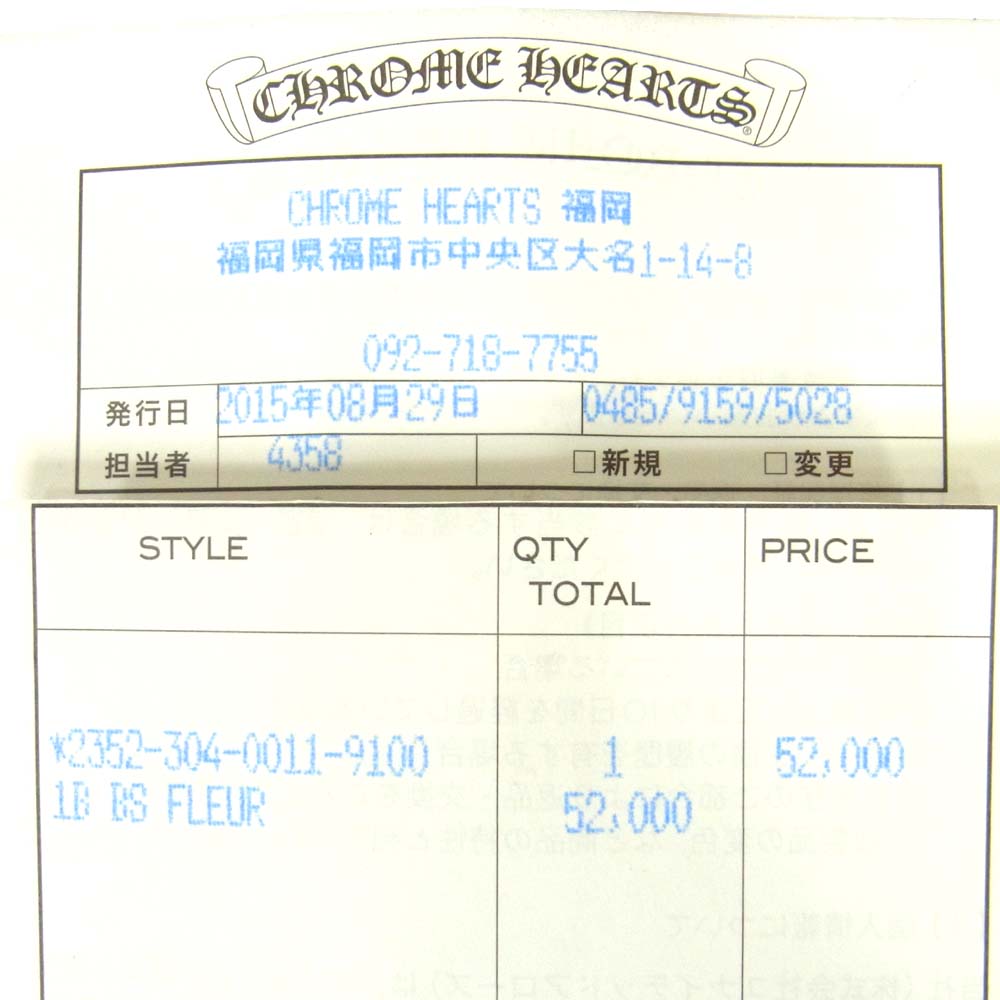 CHROME HEARTS
CHROME HEARTS 福岡
福岡県福岡市中央区大名1-14-8
092-718-7755
発行日 2015年08月29日 0485/9159/5028
担当者 4358 □新規 □変更
STYLE QTY TOTAL PRICE
*2352-304-0011-9100 1 52,000
1B BS FLEUR 52,000